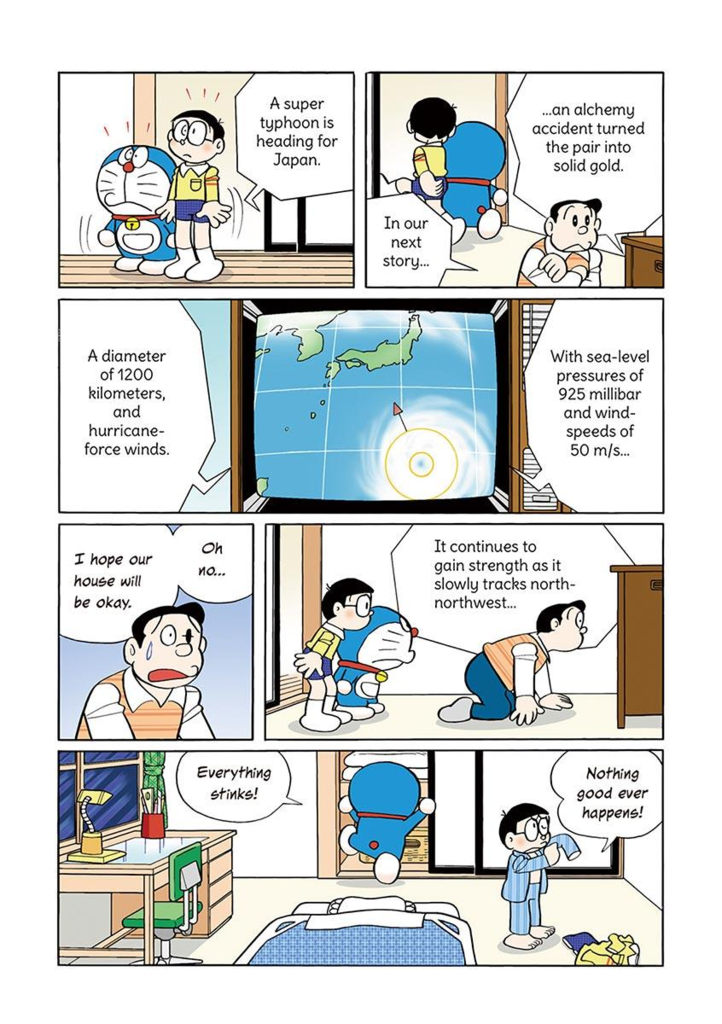 ...an alchemy
accident turned
the pair into
solid gold.
In our
next
story...
A super
typhoon is
heading for
Japan.
With sea-level
pressures of
925 millibar
and wind-
speeds of
50 m/s...
A diameter
of 1200
kilometers,
and
hurricane-
force winds.
It continues to
gain strength as it
slowly tracks north-
northwest...
Oh
no...
I hope our
house will
be okay.
Nothing
good ever
happens!
Everything
stinks!